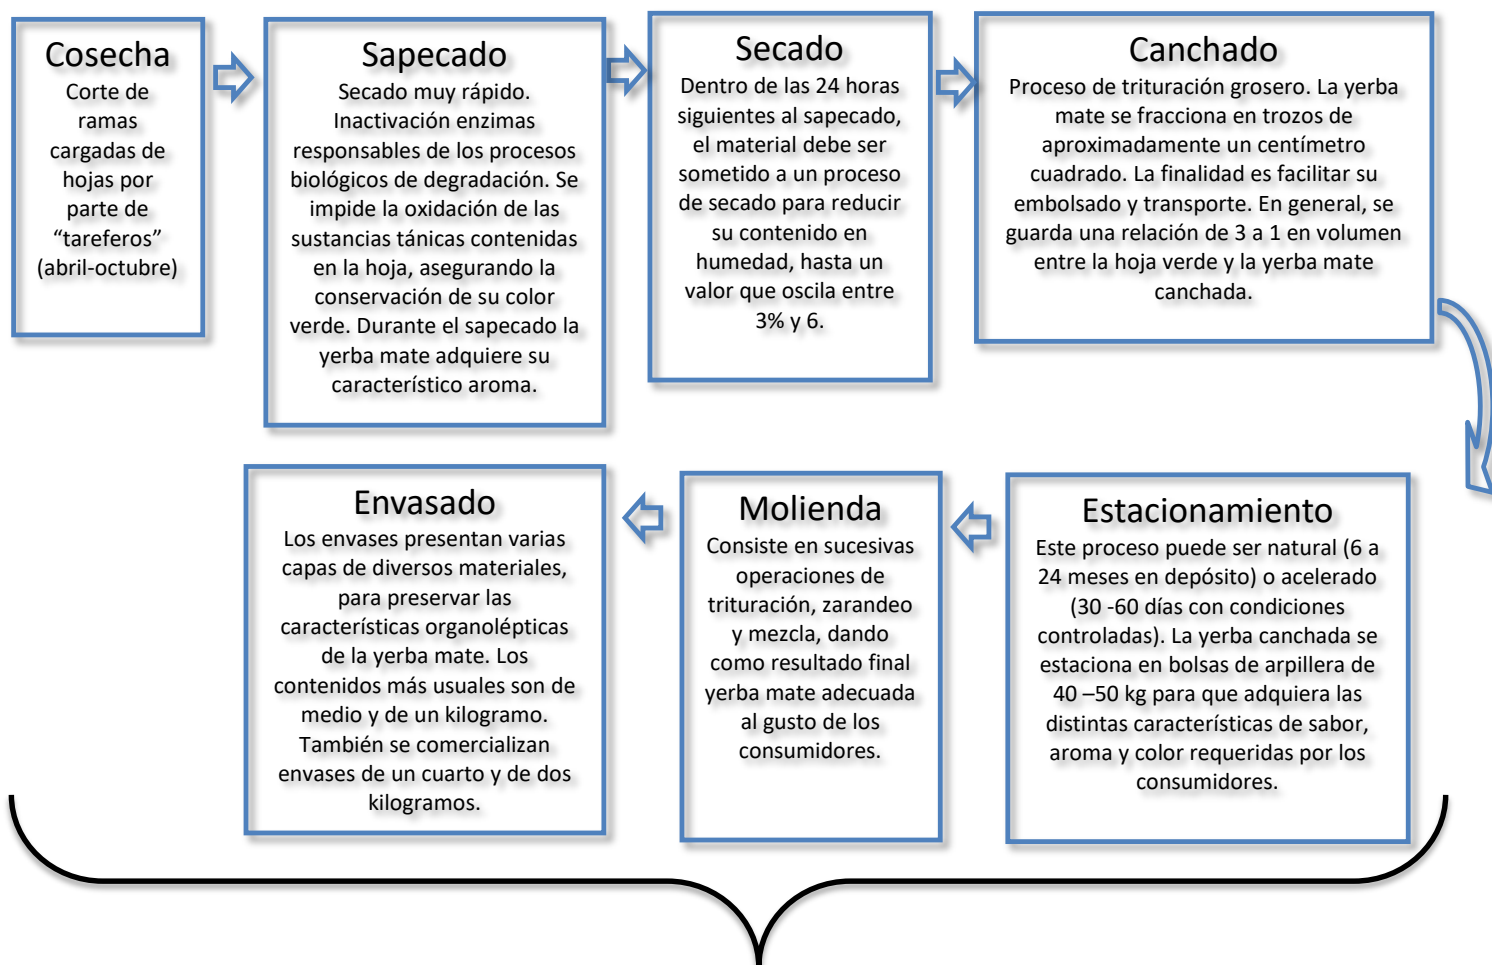 Cosecha
Corte de
ramas
cargadas de
hojas por
parte de
“tareferos”
(abril-octubre)
Sapecado
Secado muy rápido.
Inactivación enzimas
responsables de los procesos
biológicos de degradación. Se
impide la oxidación de las
sustancias tánicas contenidas
en la hoja, asegurando la
conservación de su color
verde. Durante el sapecado la
yerba mate adquiere su
característico aroma.
Secado
Dentro de las 24 horas
siguientes al sapecado,
el material debe ser
sometido a un proceso
de secado para reducir
su contenido en
humedad, hasta un
valor que oscila entre
3% y 6.
Canchado
Proceso de trituración grosero. La yerba
mate se fracciona en trozos de
aproximadamente un centímetro
cuadrado. La finalidad es facilitar su
embolsado y transporte. En general, se
guarda una relación de 3 a 1 en volumen
entre la hoja verde y la yerba mate
canchada.
Estacionamiento
Este proceso puede ser natural (6 a
24 meses en depósito) o acelerado
(30 -60 días con condiciones
controladas). La yerba canchada se
estaciona en bolsas de arpillera de
40 –50 kg para que adquiera las
distintas características de sabor,
aroma y color requeridas por los
consumidores.
Molienda
Consiste en sucesivas
operaciones de
trituración, zarandeo
y mezcla, dando
como resultado final
yerba mate adecuada
al gusto de los
consumidores.
Envasado
Los envases presentan varias
capas de diversos materiales,
para preservar las
características organolépticas
de la yerba mate. Los
contenidos más usuales son de
medio y de un kilogramo.
También se comercializan
envases de un cuarto y de dos
kilogramos.